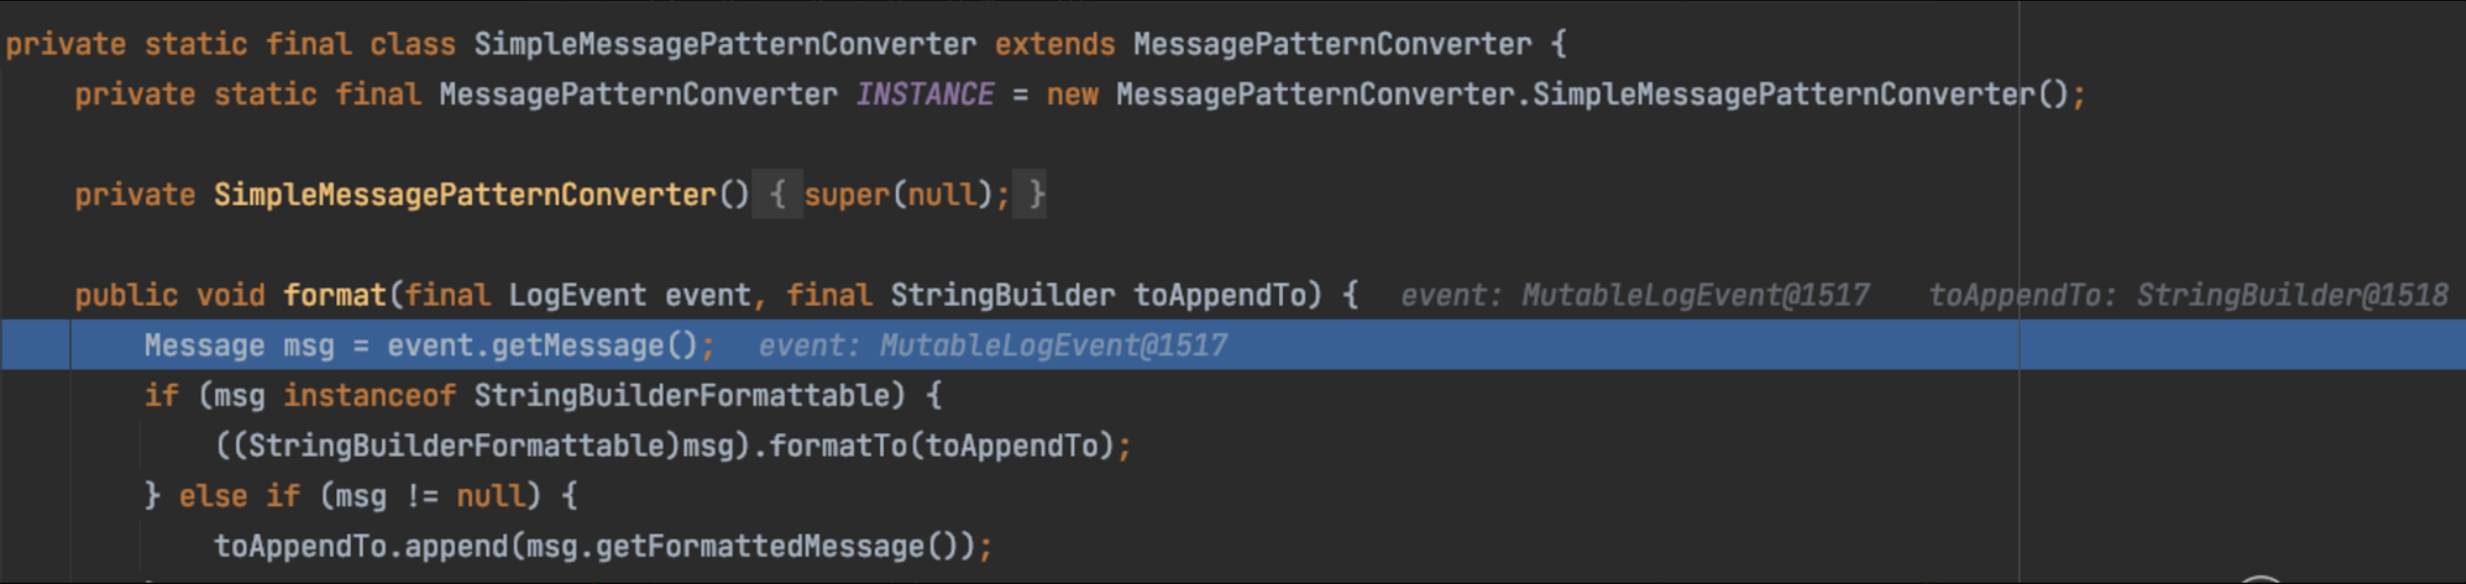 private static final class SimpleMessagePatternConverter extends MessagePatternConverter {
private static final MessagePatternConverter INSTANCE = new MessagePatternConverter.SimpleMessagePatternConverter();
private SimpleMessagePatternConverter() { super(null); }
public void format(final LogEvent event, final StringBuilder toAppendTo) { event: MutableLogEvent@1517 toAppendTo: StringBuilder@1518
Message msg = event.getMessage(); event: MutableLogEvent@1517
if (msg instanceof StringBuilderFormattable) {
((StringBuilderFormattable)msg).formatTo(toAppendTo);
} else if (msg != null) {
toAppendTo.append(msg.getFormattedMessage());